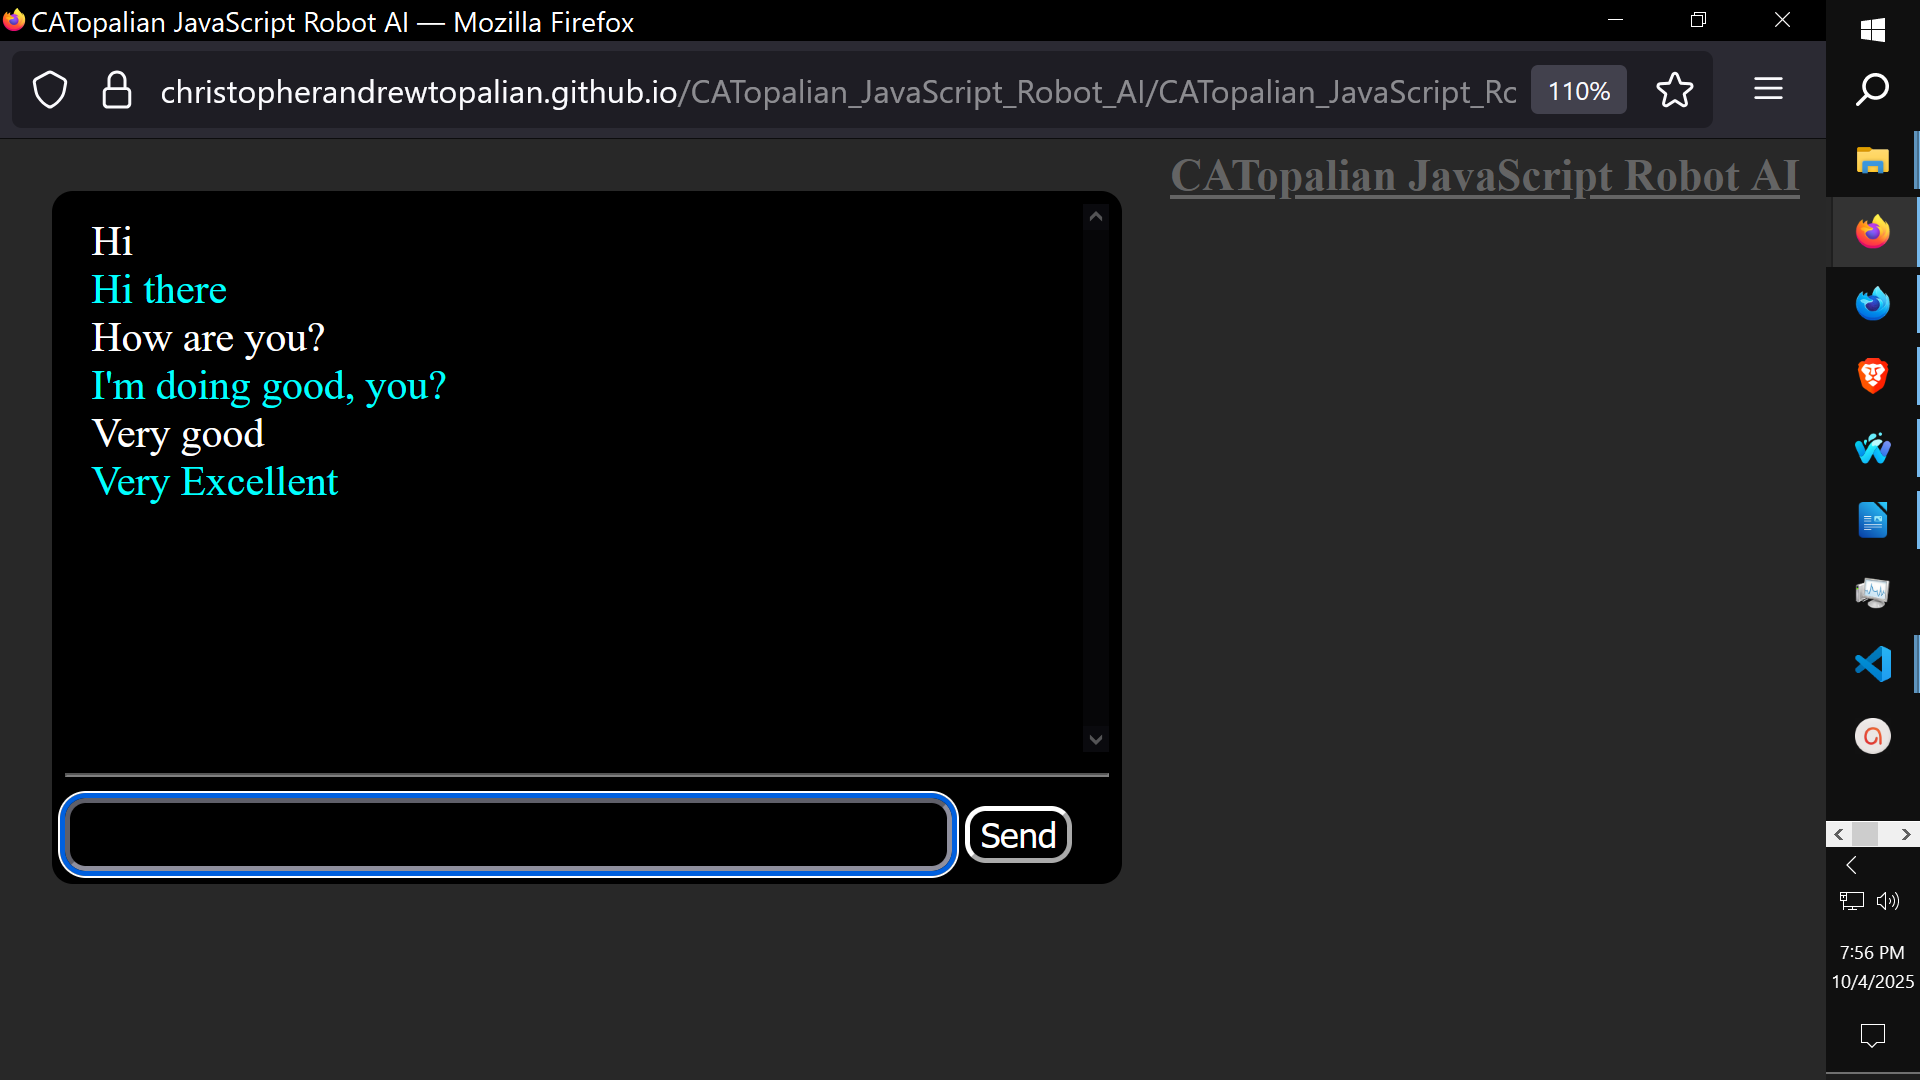 CATopalian JavaScript Robot AI — Mozilla Firefox
christopherandrewtopalian.github.io/CATopalian_JavaScript_Robot_AI/CATopalian_JavaScript_Rc
110%
CATopalian JavaScript Robot AI
Hi
Hi there
How are you?
I'm doing good, you?
Very good
Very Excellent
Send
7:56 PM
10/4/2025